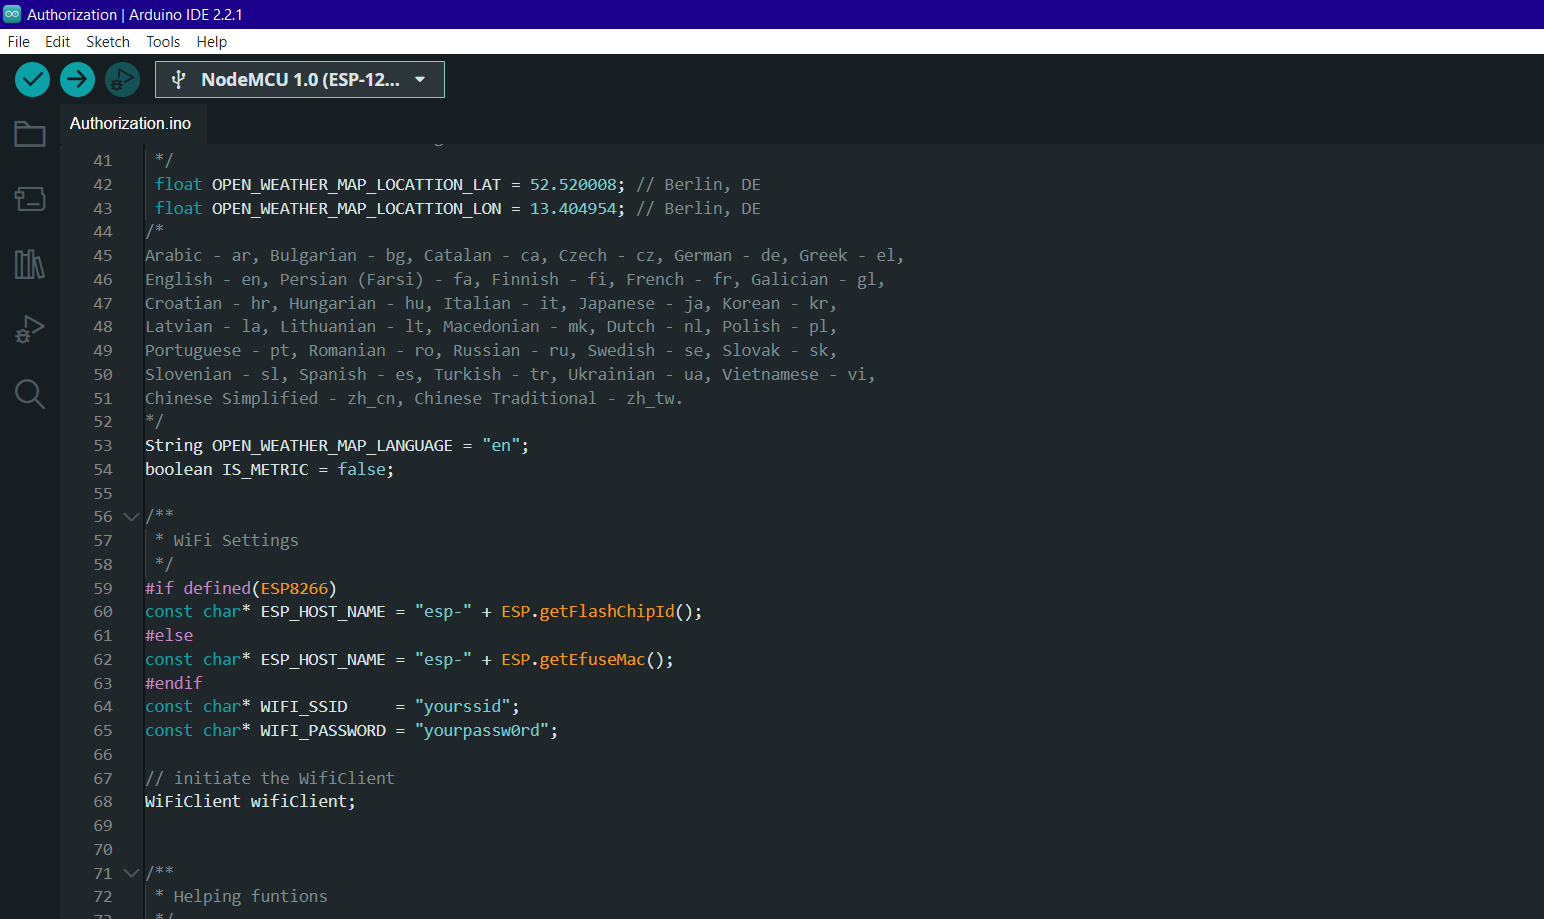 Authorization | Arduino IDE 2.2.1
File Edit Sketch Tools Help
NodeMCU 1.0 (ESP-12...
Authorization.ino
41 */
42 float OPEN_WEATHER_MAP_LOCATTION_LAT = 52.520008; // Berlin, DE
43 float OPEN_WEATHER_MAP_LOCATTION_LON = 13.404954; // Berlin, DE
44 /*
45 Arabic - ar, Bulgarian - bg, Catalan - ca, Czech - cz, German - de, Greek - el,
46 English - en, Persian (Farsi) - fa, Finnish - fi, French - fr, Galician - gl,
47 Croatian - hr, Hungarian - hu, Italian - it, Japanese - ja, Korean - kr,
48 Latvian - la, Lithuanian - lt, Macedonian - mk, Dutch - nl, Polish - pl,
49 Portuguese - pt, Romanian - ro, Russian - ru, Swedish - se, Slovak - sk,
50 Slovenian - sl, Spanish - es, Turkish - tr, Ukrainian - ua, Vietnamese - vi,
51 Chinese Simplified - zh_cn, Chinese Traditional - zh_tw.
52 */
53 String OPEN_WEATHER_MAP_LANGUAGE = "en";
54 boolean IS_METRIC = false;
55
56 /**
57 * WiFi Settings
58 */
59 #if defined(ESP8266)
60 const char* ESP_HOST_NAME = "esp-" + ESP.getFlashChipId();
61 #else
62 const char* ESP_HOST_NAME = "esp-" + ESP.getEfuseMac();
63 #endif
64 const char* WIFI_SSID     = "yourssid";
65 const char* WIFI_PASSWORD = "yourpassw0rd";
66
67 // initiate the WifiClient
68 WiFiClient wifiClient;
69
70
71 /**
72 * Helping funtions
73 */